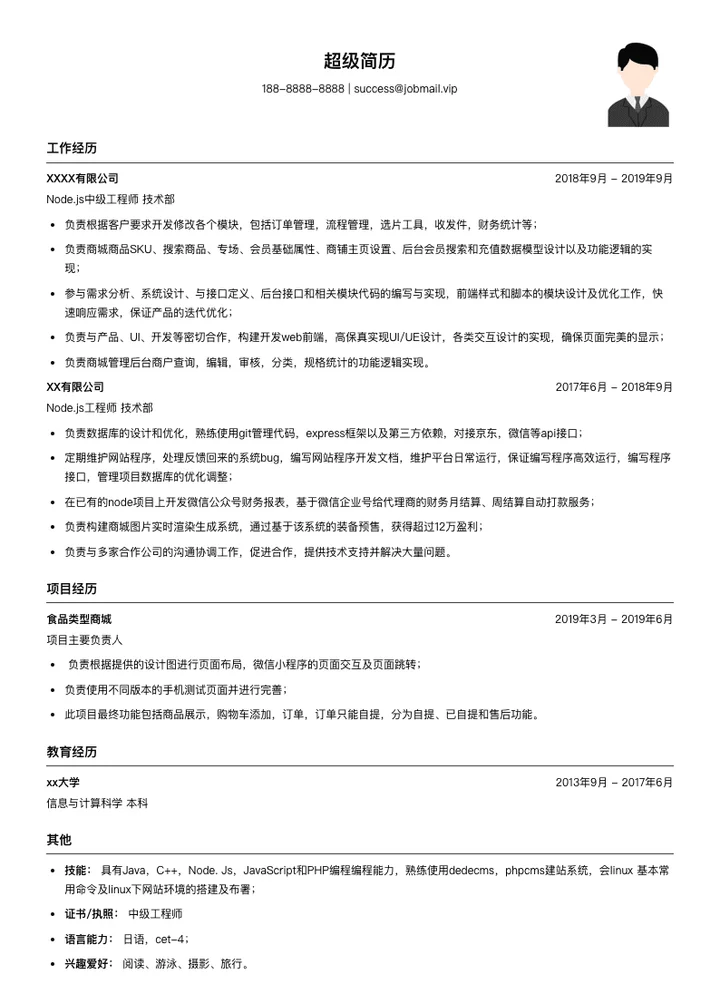 超级简历
188-8888-8888 | success@jobmail.vip
工作经历
XXXX有限公司 2018年9月 – 2019年9月
Node.js中级工程师 技术部
• 负责根据客户要求开发修改各个模块，包括订单管理，流程管理，选片工具，收发件，财务统计等；
• 负责商城商品SKU、搜索商品、专场、会员基础属性、商铺主页设置、后台会员搜索和充值数据模型设计以及功能逻辑的实
现；
• 参与需求分析、系统设计、与接口定义、后台接口和相关模块代码的编写与实现，前端样式和脚本的模块设计及优化工作，快
速响应需求，保证产品的迭代优化；
• 负责与产品、UI、开发等密切合作，构建开发web前端，高保真实现UI/UE设计，各类交互设计的实现，确保页面完美的显示；
• 负责商城管理后台商户查询，编辑，审核，分类，规格统计的功能逻辑实现。
XX有限公司 2017年6月 – 2018年9月
Node.js工程师 技术部
• 负责数据库的设计和优化，熟练使用git管理代码，express框架以及第三方依赖，对接京东，微信等api接口；
• 定期维护网站程序，处理反馈回来的系统bug，编写网站程序开发文档，维护平台日常运行，保证编写程序高效运行，编写程序
接口，管理项目数据库的优化调整；
• 在已有的node项目上开发微信公众号财务报表，基于微信企业号给代理商的财务月结算、周结算自动打款服务；
• 负责构建商城图片实时渲染生成系统，通过基于该系统的装备预售，获得超过12万盈利；
• 负责与多家合作公司的沟通协调工作，促进合作，提供技术支持并解决大量问题。
项目经历
食品类型商城 2019年3月 – 2019年6月
项目主要负责人
• 负责根据提供的设计图进行页面布局，微信小程序的页面交互及页面跳转；
• 负责使用不同版本的手机测试页面并进行完善；
• 此项目最终功能包括商品展示，购物车添加，订单，订单只能自提，分为自提、已自提和售后功能。
教育经历
xx大学 2013年9月 – 2017年6月
信息与计算科学 本科
其他
• 技能： 具有Java，C++，Node. Js，JavaScript和PHP编程编程能力，熟练使用dedecms，phpcms建站系统，会linux 基本常
用命令及linux下网站环境的搭建及布署；
• 证书/执照： 中级工程师
• 语言能力： 日语，cet-4；
• 兴趣爱好： 阅读、游泳、摄影、旅行。